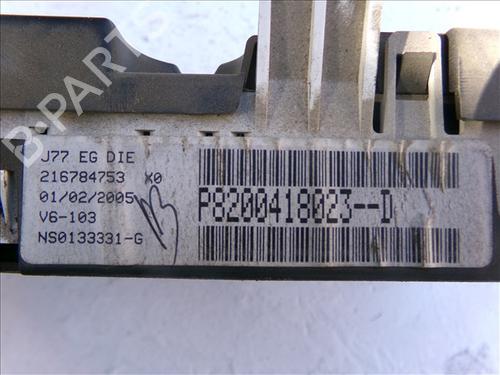 J77 EG DIE
216784753 X0
01/02/2005
V6-103
NS0133331-G
P8200418023--D
B-PARTS